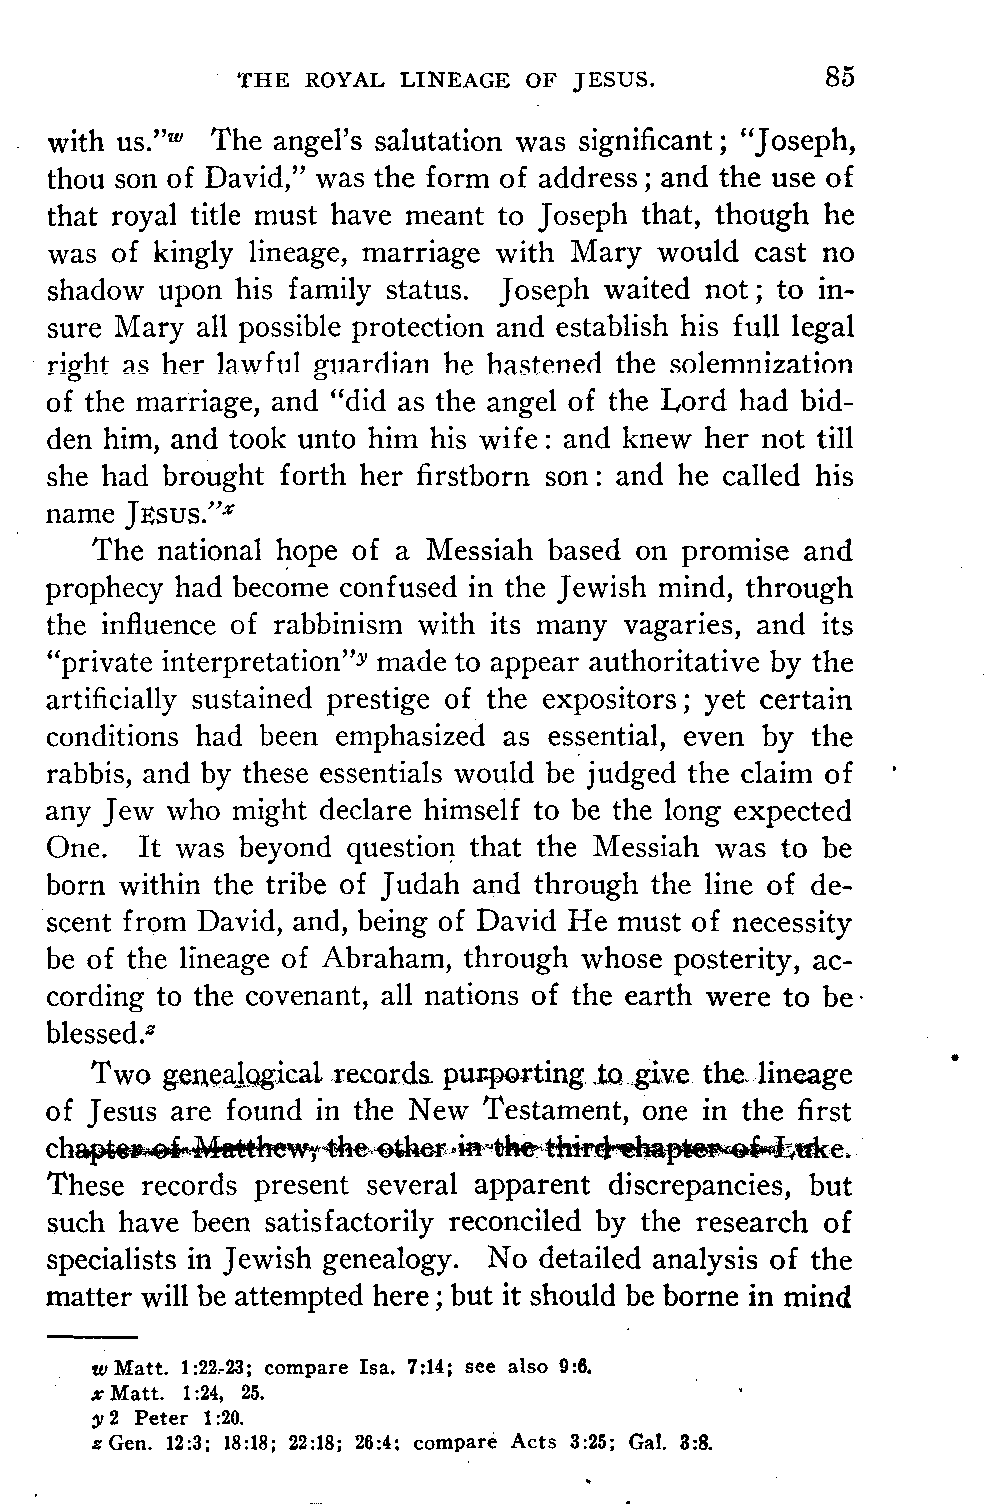 THE ROYAL LINEAGE OF JESUS. 85
with us."w The angel's salutation was significant; "Joseph,
thou son of David," was the form of address; and the use of
that royal title must have meant to Joseph that, though he
was of kingly lineage, marriage with Mary would cast no
shadow upon his family status. Joseph waited not; to in-
sure Mary all possible protection and establish his full legal
right as her lawful guardian he hastened the solemnization
of the marriage, and "did as the angel of the Lord had bid-
den him, and took unto him his wife: and knew her not till
she had brought forth her firstborn son: and he called his
name JESUS."x
The national hope of a Messiah based on promise and
prophecy had become confused in the Jewish mind, through
the influence of rabbinism with its many vagaries, and its
"private interpretation"y made to appear authoritative by the
artificially sustained prestige of the expositors; yet certain
conditions had been emphasized as essential, even by the
rabbis, and by these essentials would be judged the claim of
any Jew who might declare himself to be the long expected
One. It was beyond question that the Messiah was to be
born within the tribe of Judah and through the line of de-
scent from David, and, being of David He must of necessity
be of the lineage of Abraham, through whose posterity, ac-
cording to the covenant, all nations of the earth were to be
blessed.z
Two genealogical records purporting to give the lineage
of Jesus are found in the New Testament, one in the first
chapter of Matthew, the other in the third chapter of Luke.
These records present several apparent discrepancies, but
such have been satisfactorily reconciled by the research of
specialists in Jewish genealogy. No detailed analysis of the
matter will be attempted here; but it should be borne in mind
w Matt. 1:22-23; compare Isa. 7:14; see also 9:6.
x Matt. 1:24, 25.
y 2 Peter 1:20.
z Gen. 12:3; 18:18; 22:18; 26:4; compare Acts 3:25; Gal. 3:8.